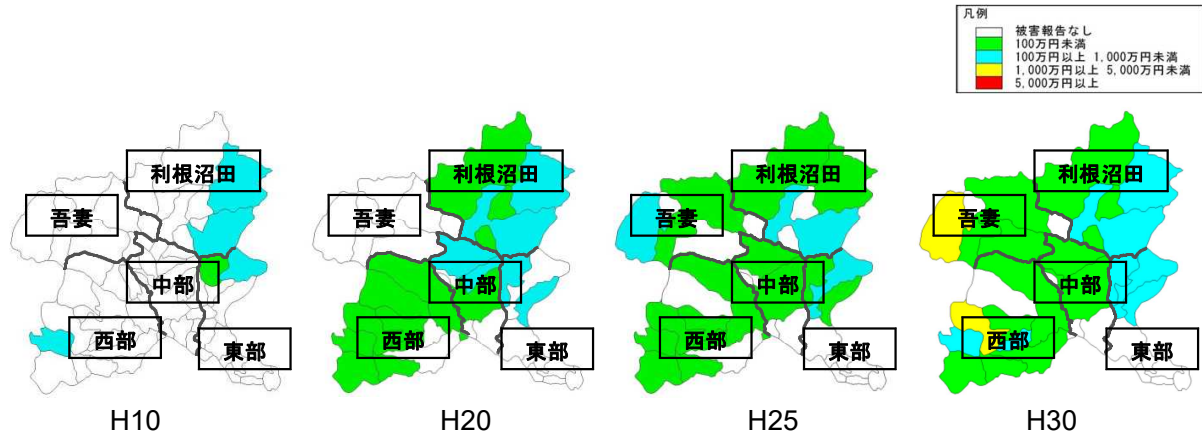 凡例
被害報告なし
100万円未満
100万円以上 1,000万円未満
1,000万円以上 5,000万円未満
5,000万円以上
利根沼田
吾妻
中部
西部
東部
H10
利根沼田
吾妻
中部
西部
東部
H20
利根沼田
吾妻
中部
西部
東部
H25
利根沼田
吾妻
中部
西部
東部
H30